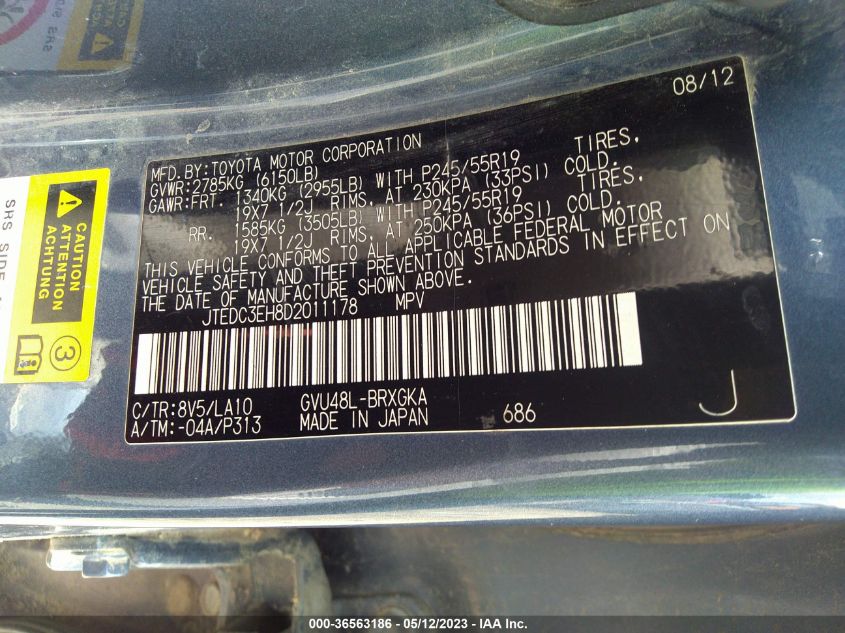 08/12
MFD.BY:TOYOTA MOTOR CORPORATION
GVWR:2785KG (6150LB)
GAWR:FRT. 1340KG (2955LB) WITH P245/55R19 TIRES,
19X7 1/2J RIMS, AT 230KPA (33PSI) COLD.
RR. 1585KG (3505LB) WITH P245/55R19 TIRES,
19X7 1/2J RIMS, AT 250KPA (36PSI) COLD.
THIS VEHICLE CONFORMS TO ALL APPLICABLE FEDERAL MOTOR
VEHICLE SAFETY AND THEFT PREVENTION STANDARDS IN EFFECT ON
THE DATE OF MANUFACTURE SHOWN ABOVE.
JTEDC3EH8D2011178 MPV
C/TR:8V5/LA10 GVU48L-BRXGKA
A/TM:-04A/P313 MADE IN JAPAN 686 J
CAUTION
ATTENTION
ACHTUNG
3
SRS SIDE
000-36563186 - 05/12/2023 - IAA Inc.